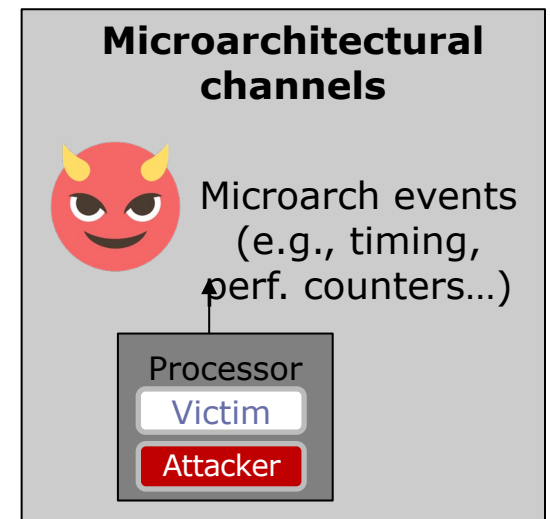 Microarchitectural
channels
Microarch events
(e.g., timing,
perf. counters…)
Processor
Victim
Attacker